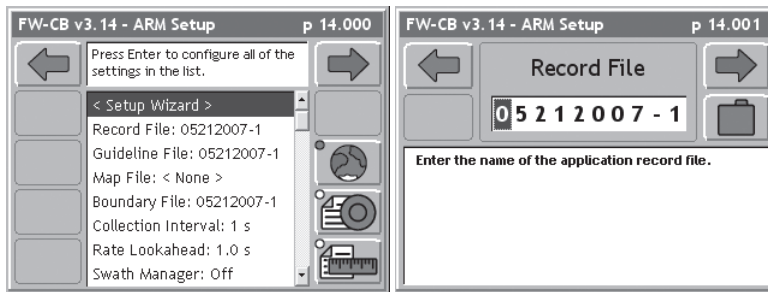 FW-CB v3.14 - ARM Setup p 14.000
Press Enter to configure all of the
settings in the list.
< Setup Wizard >
Record File: 05212007-1
Guideline File: 05212007-1
Map File: < None >
Boundary File: 05212007-1
Collection Interval: 1 s
Rate Lookahead: 1.0 s
Swath Manager: Off
FW-CB v3.14 - ARM Setup p 14.001
Record File
05212007-1
Enter the name of the application record file.